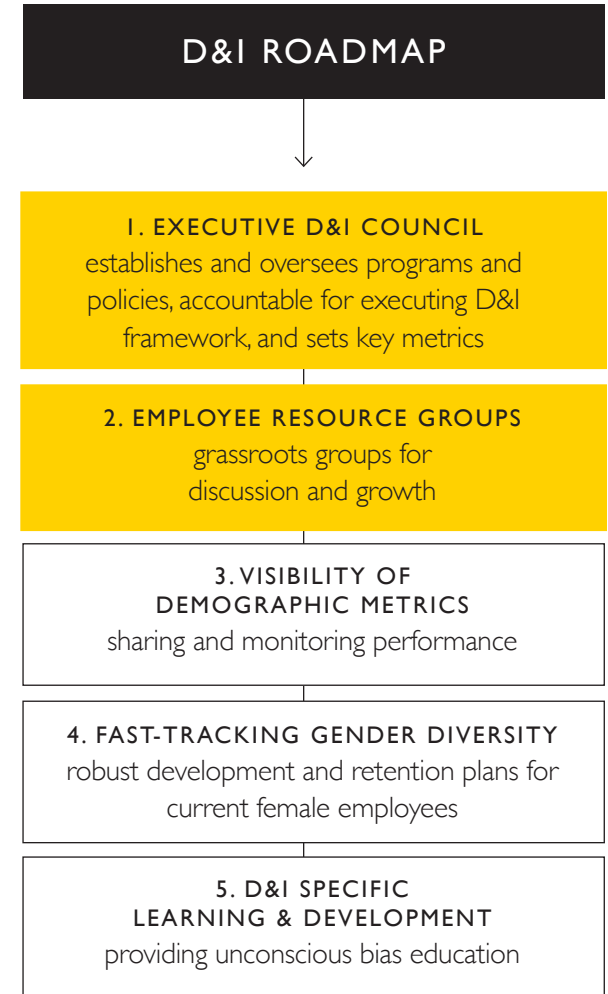 D&I ROADMAP
1. EXECUTIVE D&I COUNCIL
establishes and oversees programs and
policies, accountable for executing D&I
framework, and sets key metrics
2. EMPLOYEE RESOURCE GROUPS
grassroots groups for
discussion and growth
3. VISIBILITY OF
DEMOGRAPHIC METRICS
sharing and monitoring performance
4. FAST-TRACKING GENDER DIVERSITY
robust development and retention plans for
current female employees
5. D&I SPECIFIC
LEARNING & DEVELOPMENT
providing unconscious bias education